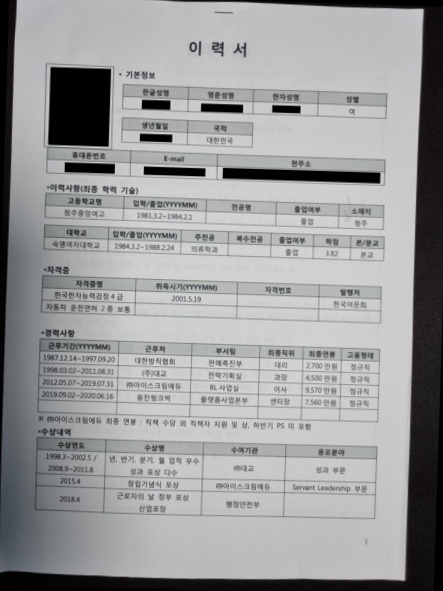 이 력 서
• 기본정보
한글성명 영문성명 한자성명 성별
여
생년월일 국적
대한민국
휴대폰번호 E-mail 현주소
•이력사항(최종 학력 기술)
고등학교명 입학/졸업(YYYYMM) 전공명 졸업여부 소재지
청주중앙여고 1981.3.2~1984.2.1 졸업 청주
대학교 입학/졸업(YYYYMM) 주전공 복수전공 졸업여부 학점 본/분교
숙명여자대학교 1984.3.2~1988.2.24 의류학과 졸업 3.82 본교
•자격증
자격증명 취득시기(YYYYMM) 자격번호 발행처
한국한자능력검정 4 급 2001.5.19 한국어문회
자동차 운전면허 2 종 보통
•경력사항
근무기간(YYYYMM) 근무처 부서팀 최종직위 최종연봉 고용형태
1987.12.14~1997.09.20 대한방직협회 판매촉진부 대리 2,700 만원 정규직
1998.03.02~2011.08.31 (주)대교 전략기획실 과장 4,500 만원 정규직
2012.05.07~2019.07.31 ㈜아이스크림에듀 BL 사업실 이사 9,570 만원 정규직
2019.09.02~2020.06.16 웅진씽크빅 플랫폼사업본부 센터장 7,560 만원 정규직
※ ㈜아이스크림에듀 최종 연봉 : 직책 수당 외 직책자 지원 및 상, 하반기 PS 미 포함
•수상내역
수상연도 수상명 수여기관 응모분야
1998.3~2002.5 / 년, 반기, 분기, 월 업적 우수 ㈜대교 성과 부문
2008.9~2011.8 성과 포상 다수
2015.4 창립기념식 포상 ㈜아이스크림에듀 Servant Leadership 부문
2018.4 근로자의 날 정부 포상 행정안전부
산업포장
1